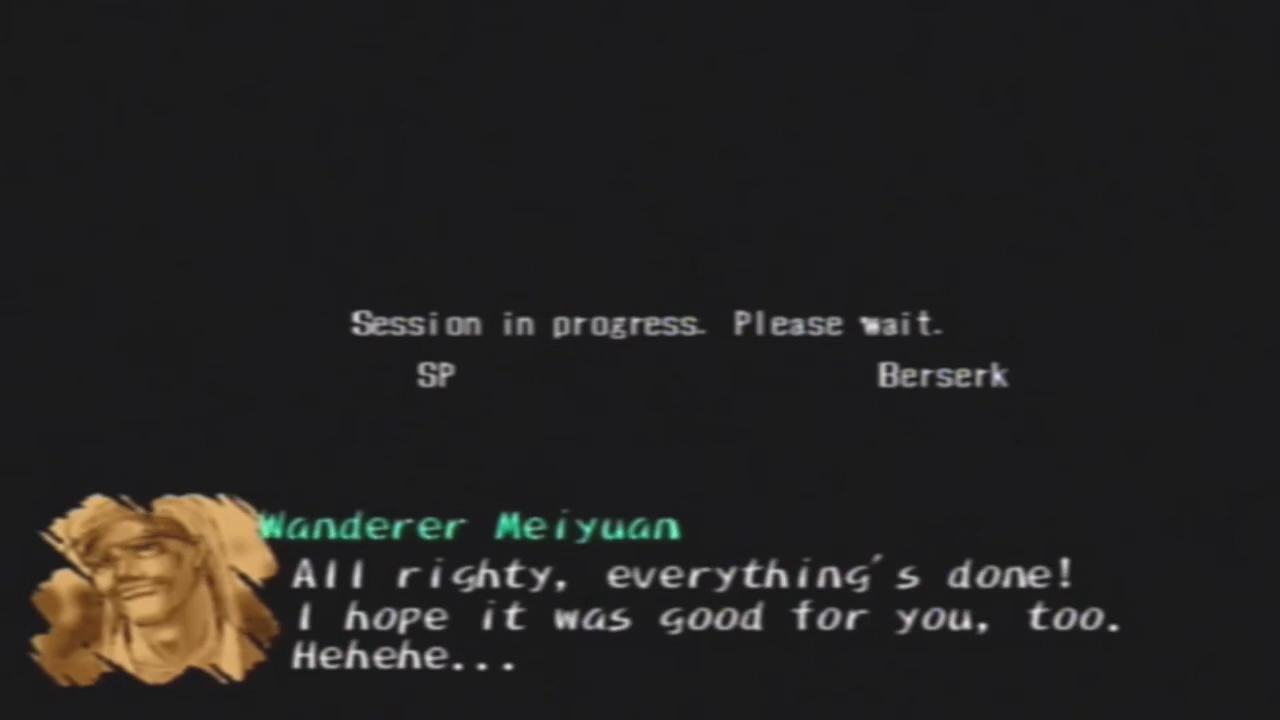 Session in progress. Please wait.
SP Berserk
Wanderer Meiyuan
All righty, everything's done!
I hope it was good for you, too.
Hehehe...